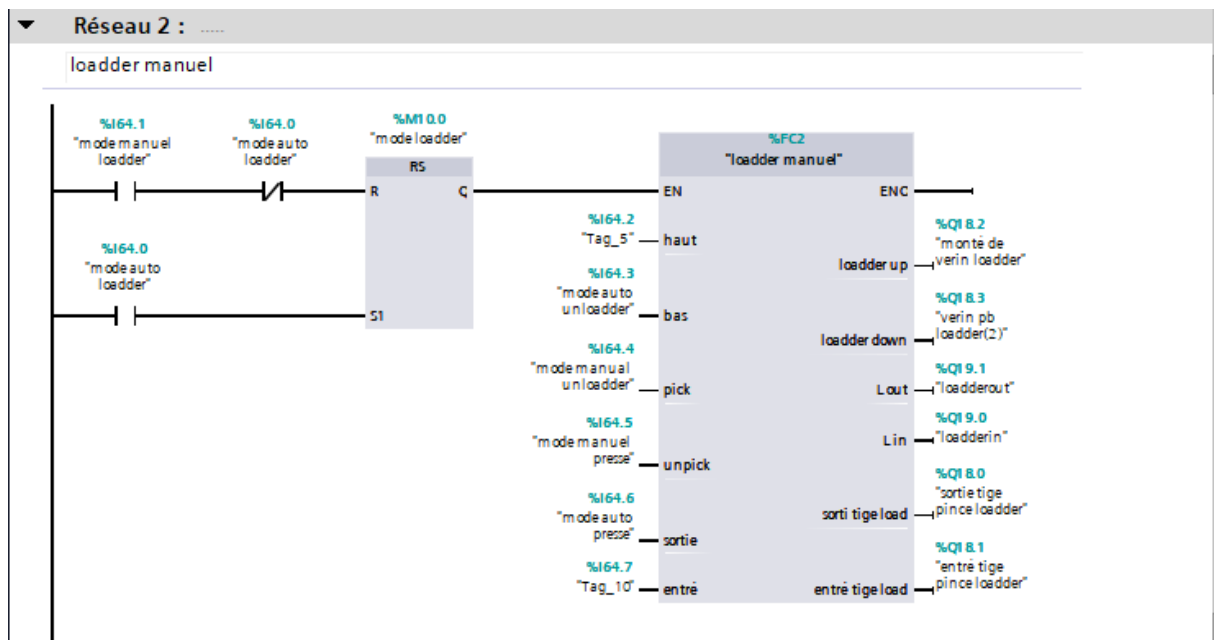 Réseau 2 : .....
loadder manuel
%I64.1
"mode manuel
loadder"
%I64.0
"mode auto
loadder"
%M10.0
"mode loadder"
RS
R
Q
%I64.0
"mode auto
loadder"
S1
%FC2
"loadder manuel"
EN
ENO
%I64.2
"Tag_5"
haut
%I64.3
"mode auto
unloadder"
bas
%I64.4
"mode manual
unloadder"
pick
%I64.5
"mode manuel
presse"
unpick
%I64.6
"mode auto
presse"
sortie
%I64.7
"Tag_10"
entré
loadder up
%Q18.2
"monté de
verin loadder"
loadder down
%Q18.3
"verin pb
loadder(2)"
Lout
%Q19.1
"loadderout"
Lin
%Q19.0
"loadderin"
sorti tige load
%Q18.0
"sortie tige
pince loadder"
entré tige load
%Q18.1
"entré tige
pince loadder"